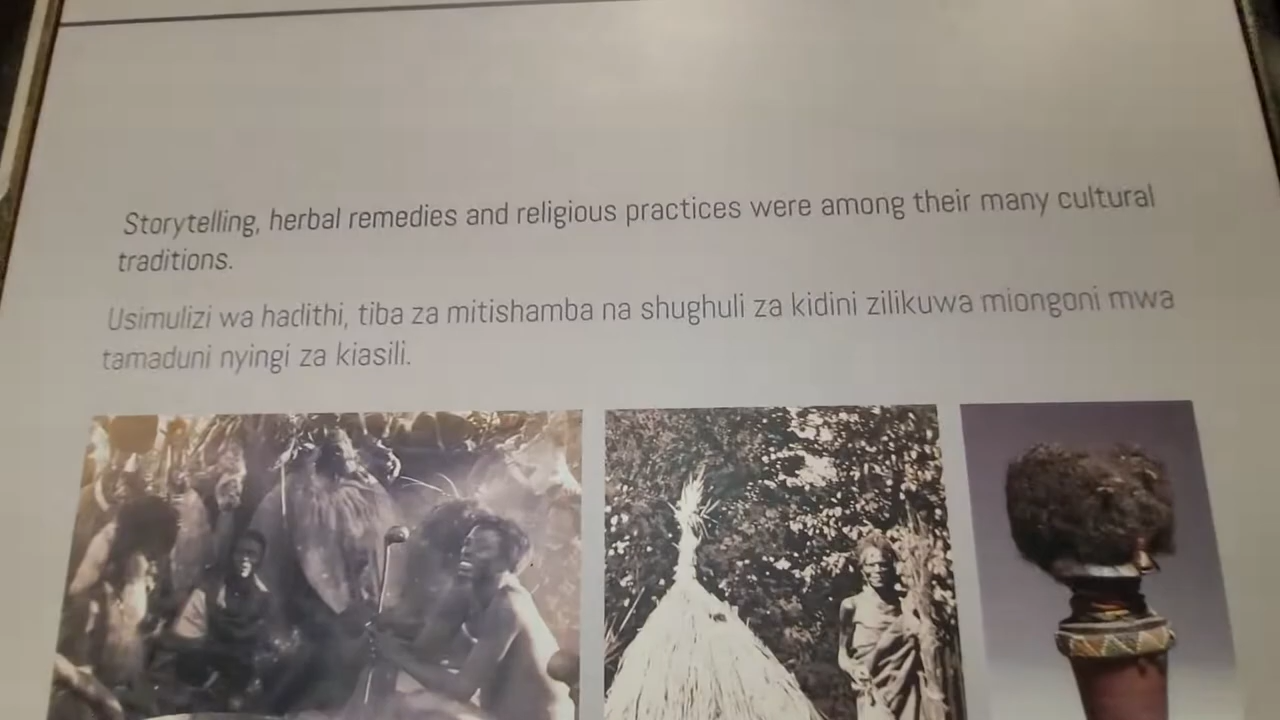 Storytelling, herbal remedies and religious practices were among their many cultural
traditions.
Usimulizi wa hadithi, tiba za mitishamba na shughuli za kidini zilikuwa miongoni mwa
tamaduni nyingi za kiasili.